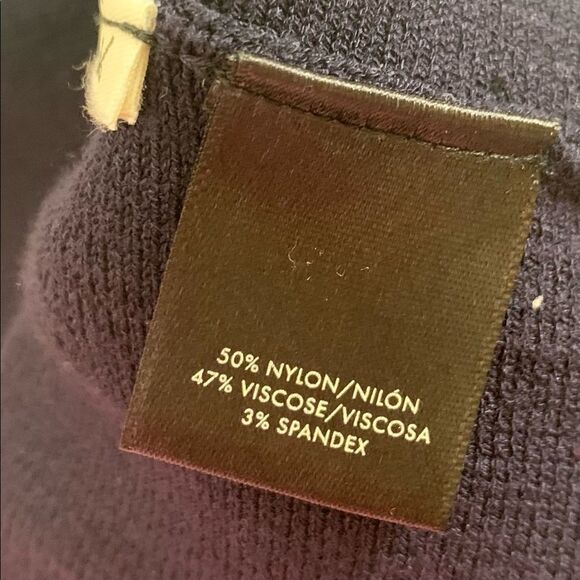 50% NYLON/NILÓN
47% VISCOSE/VISCOSA
3% SPANDEX